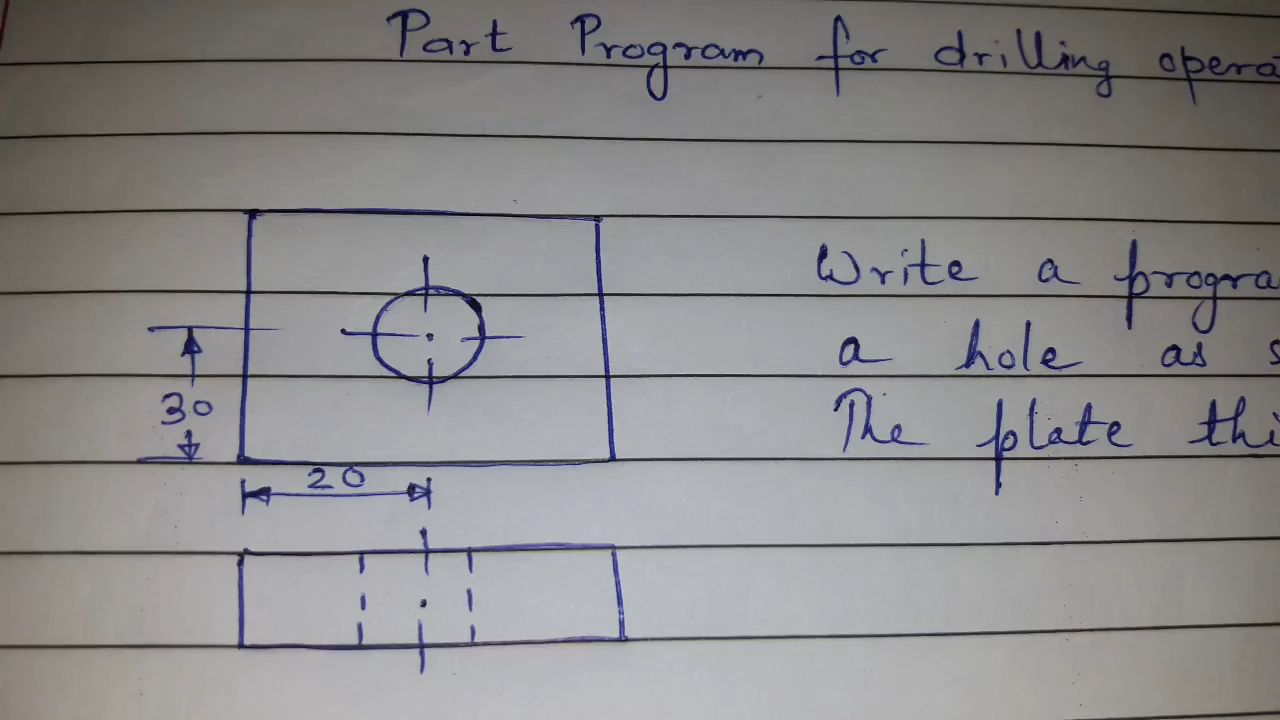 Part Program for drilling opera
Write a progra
a hole as s
The plate thi
30
20